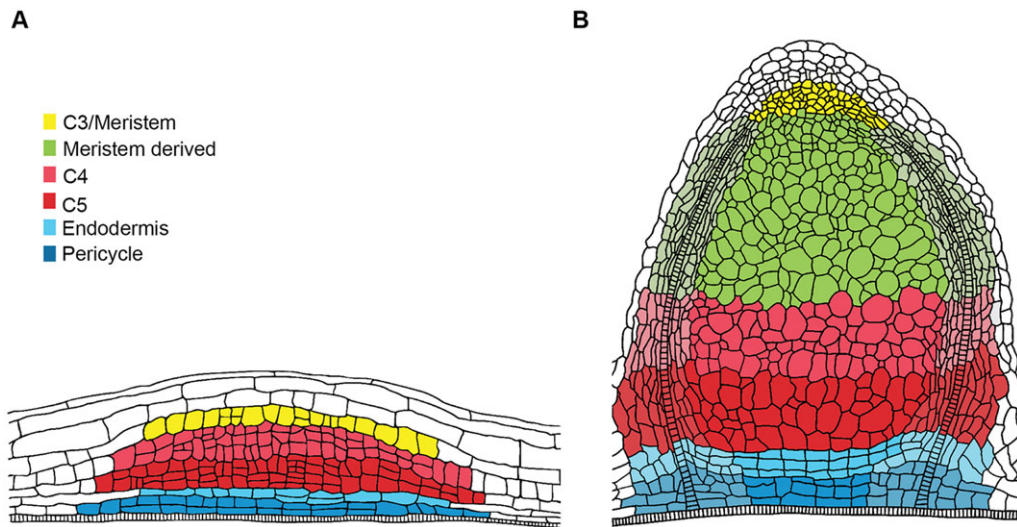 A
B
C3/Meristem
Meristem derived
C4
C5
Endodermis
Pericycle